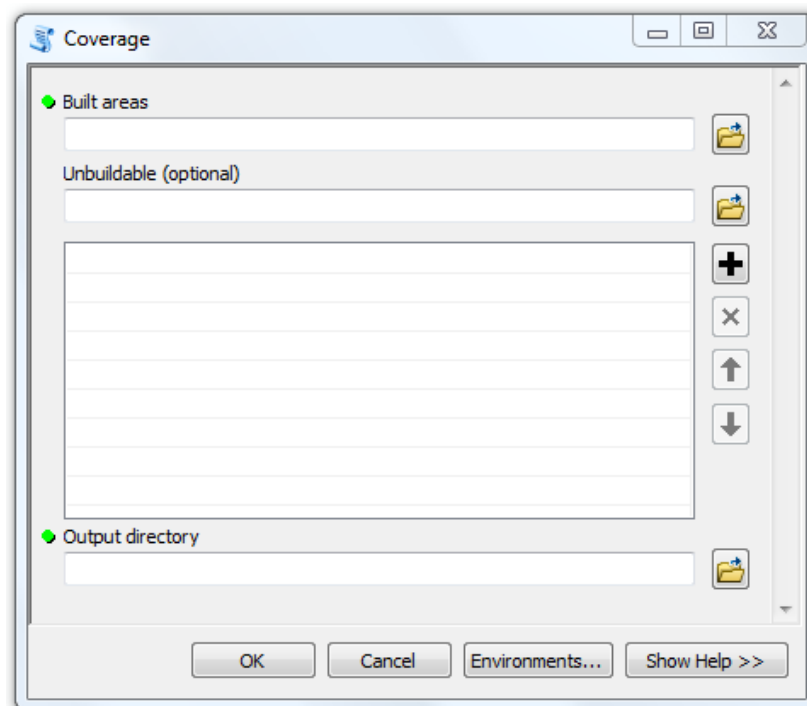 Coverage
Built areas
Unbuildable (optional)
Output directory
OK Cancel Environments... Show Help >>